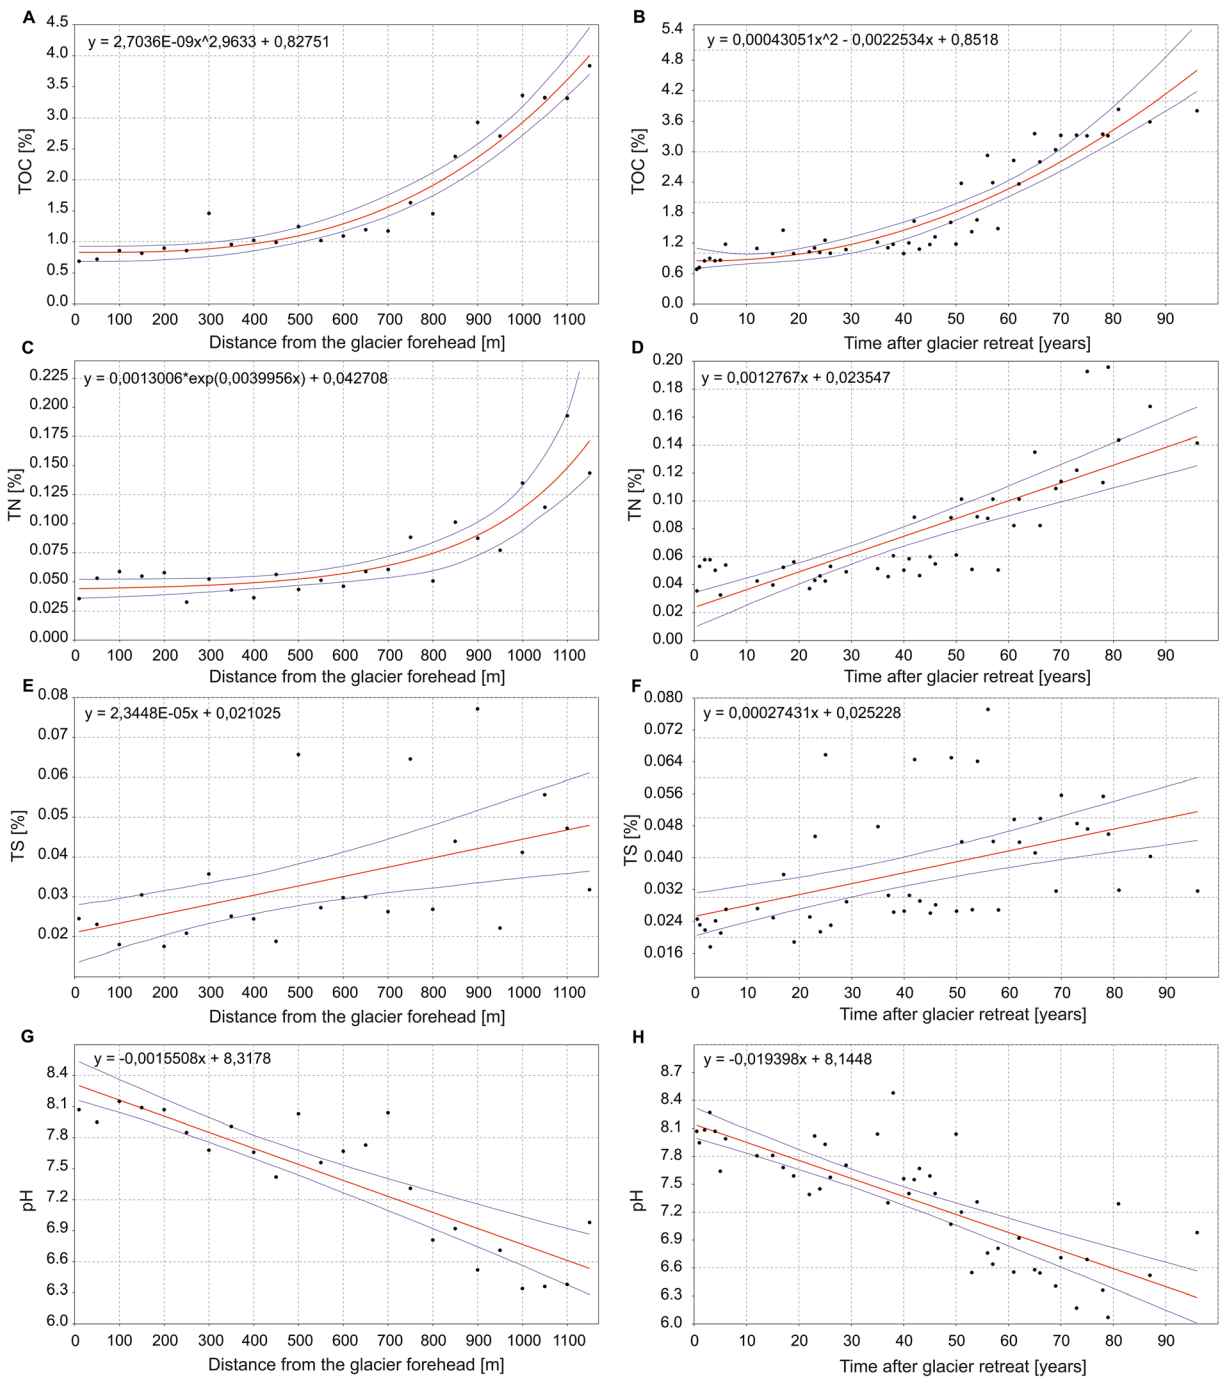 A
y = 2,7036E-09x^2,9633 + 0,82751
TOC [%]
4.5
4.0
3.5
3.0
2.5
2.0
1.5
1.0
0.5
0.0
0 100 200 300 400 500 600 700 800 900 1000 1100
Distance from the glacier forehead [m]
B
y = 0,00043051x^2 - 0,0022534x + 0,8518
TOC [%]
5.4
4.8
4.2
3.6
3.0
2.4
1.8
1.2
0.6
0.0
0 10 20 30 40 50 60 70 80 90
Time after glacier retreat [years]
C
y = 0,0013006*exp(0,0039956x) + 0,042708
TN [%]
0.225
0.200
0.175
0.150
0.125
0.100
0.075
0.050
0.025
0.000
0 100 200 300 400 500 600 700 800 900 1000 1100
Distance from the glacier forehead [m]
D
y = 0,0012767x + 0,023547
TN [%]
0.20
0.18
0.16
0.14
0.12
0.10
0.08
0.06
0.04
0.02
0.00
0 10 20 30 40 50 60 70 80 90
Time after glacier retreat [years]
E
y = 2,3448E-05x + 0,021025
TS [%]
0.08
0.07
0.06
0.05
0.04
0.03
0.02
0 100 200 300 400 500 600 700 800 900 1000 1100
Distance from the glacier forehead [m]
F
y = 0,00027431x + 0,025228
TS [%]
0.080
0.072
0.064
0.056
0.048
0.040
0.032
0.024
0.016
0 10 20 30 40 50 60 70 80 90
Time after glacier retreat [years]
G
y = -0,0015508x + 8,3178
pH
8.4
8.1
7.8
7.5
7.2
6.9
6.6
6.3
6.0
0 100 200 300 400 500 600 700 800 900 1000 1100
Distance from the glacier forehead [m]
H
y = -0,019398x + 8,1448
pH
8.7
8.4
8.1
7.8
7.5
7.2
6.9
6.6
6.3
6.0
0 10 20 30 40 50 60 70 80 90
Time after glacier retreat [years]